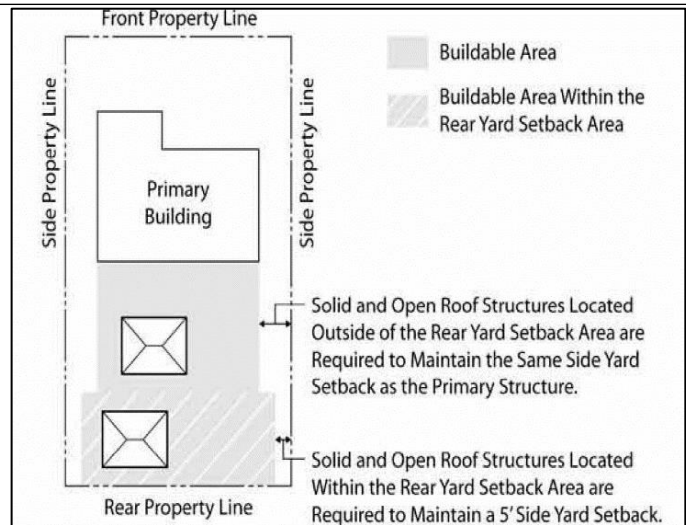 Front Property Line
Buildable Area
Buildable Area Within the
Rear Yard Setback Area
Side Property Line
Side Property Line
Primary
Building
Solid and Open Roof Structures Located
Outside of the Rear Yard Setback Area are
Required to Maintain the Same Side Yard
Setback as the Primary Structure.
Solid and Open Roof Structures Located
Within the Rear Yard Setback Area are
Required to Maintain a 5' Side Yard Setback.
Rear Property Line